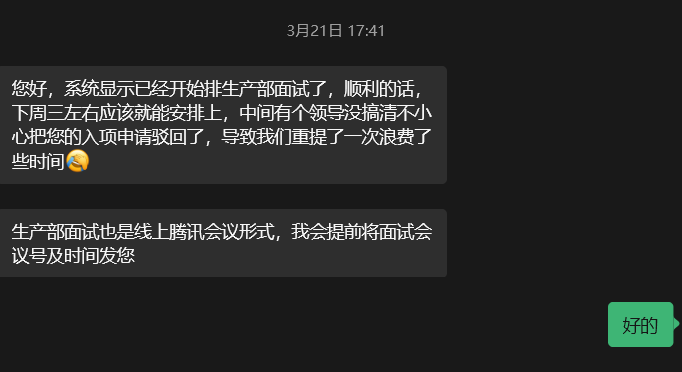 3月21日 17:41
您好，系统显示已经开始排生产部面试了，顺利的话，
下周三左右应该就能安排上，中间有个领导没搞清不小
心把您的入项申请驳回了，导致我们重提了一次浪费了
些时间😂
生产部面试也是线上腾讯会议形式，我会提前将面试会
议号及时间发您
好的